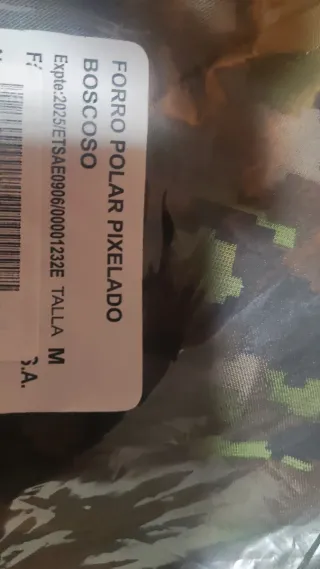 FORRO POLAR PIXELADO
BOSCOSO
Expte:2025/ETSAE0906/00001232E TALLA M
S.A.